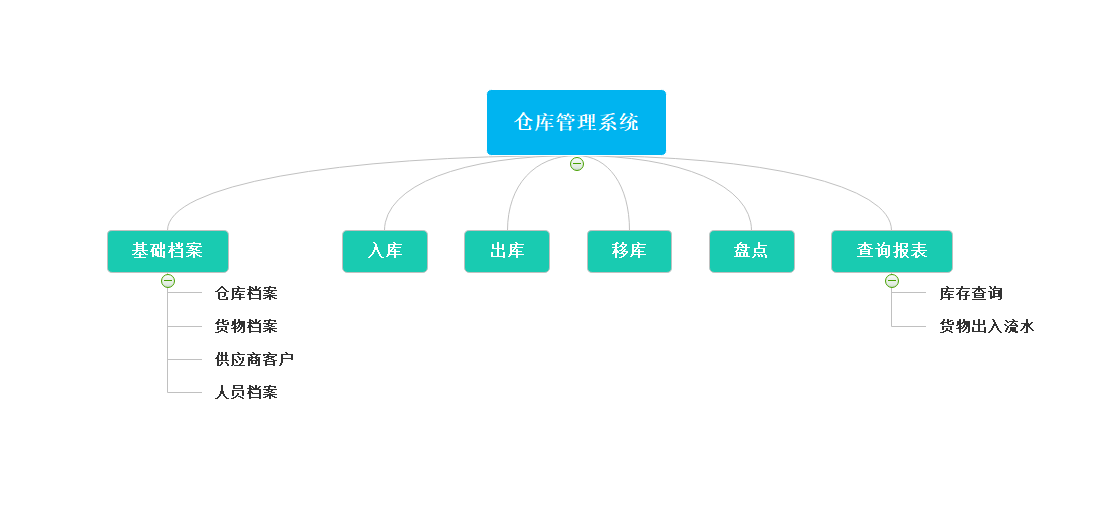 仓库管理系统
基础档案
入库
出库
移库
盘点
查询报表
仓库档案
货物档案
供应商客户
人员档案
库存查询
货物出入流水